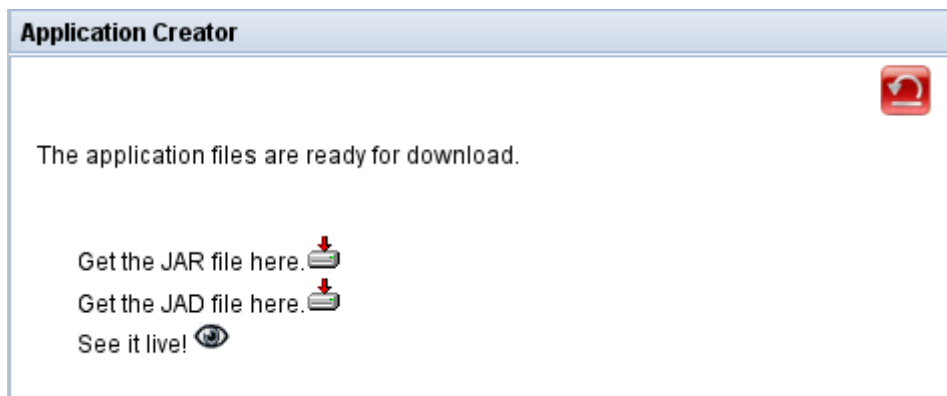 Application Creator
The application files are ready for download.
Get the JAR file here.
Get the JAD file here.
See it live!